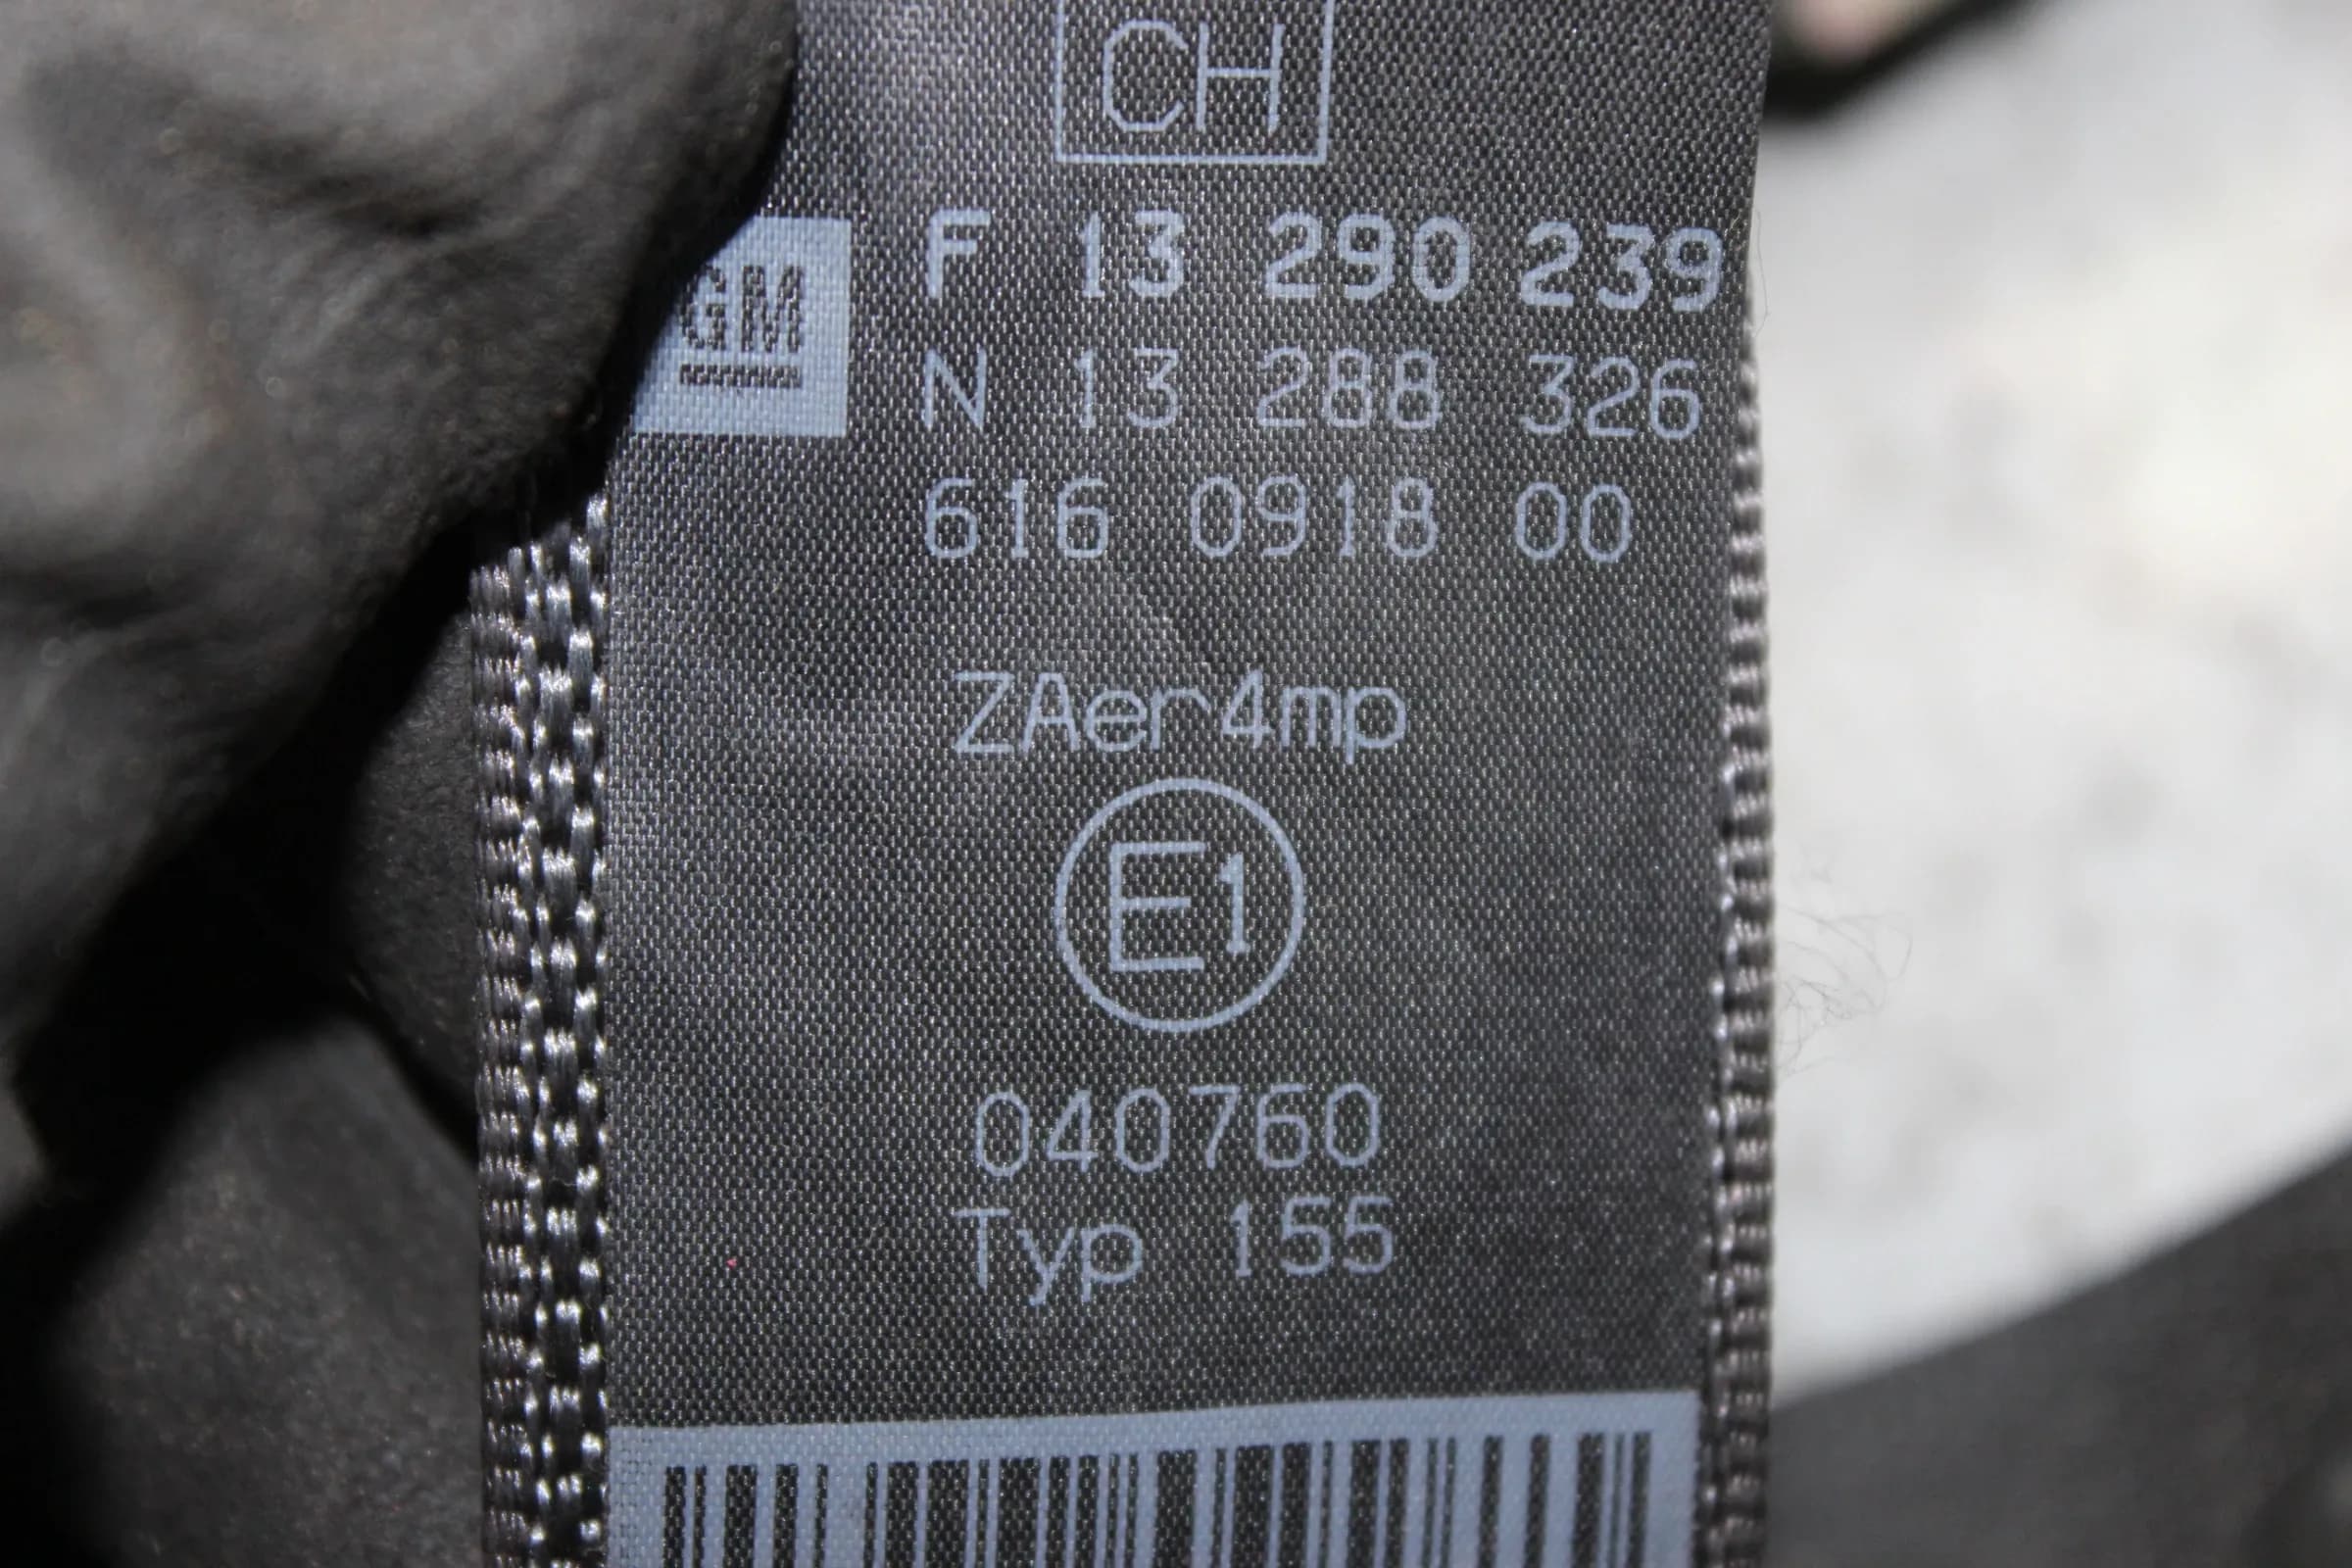 CH
F 13 290 239
GM
N 13 288 326
616 0918 00
ZAer4mp
E1
040760
Typ 155